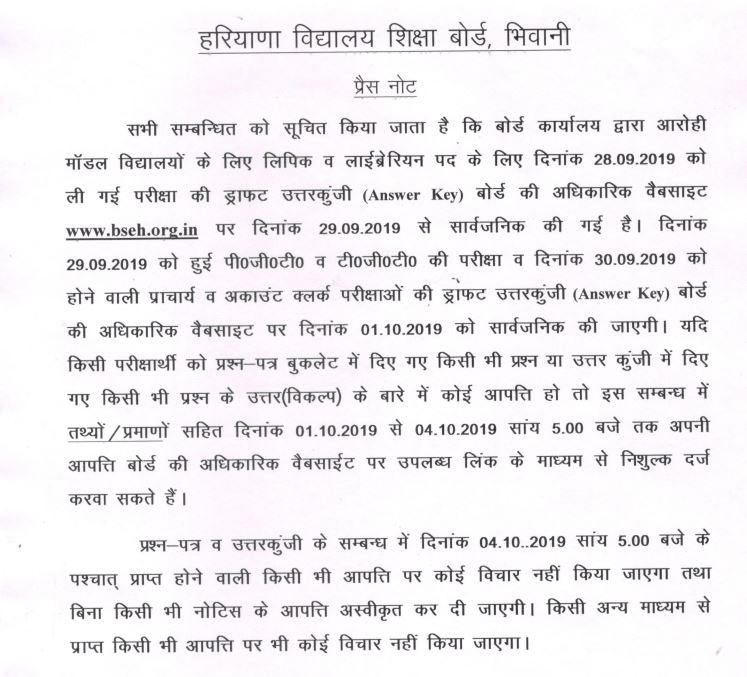 हरियाणा विद्यालय शिक्षा बोर्ड, भिवानी
प्रैस नोट
सभी सम्बन्धित को सूचित किया जाता है कि बोर्ड कार्यालय द्वारा आरोही
मॉडल विद्यालयों के लिए लिपिक व लाईब्रेरियन पद के लिए दिनांक 28.09.2019 को
ली गई परीक्षा की ड्राफट उत्तरकुंजी (Answer Key) बोर्ड की अधिकारिक वैबसाइट
www.bseh.org.in पर दिनांक 29.09.2019 से सार्वजनिक की गई है। दिनांक
29.09.2019 को हुई पी0जी0टी0 व टी0जी0टी0 की परीक्षा व दिनांक 30.09.2019 को
होने वाली प्राचार्य व अकाउंट क्लर्क परीक्षाओं की ड्राफट उत्तरकुंजी (Answer Key) बोर्ड
की अधिकारिक वैबसाइट पर दिनांक 01.10.2019 को सार्वजनिक की जाएगी। यदि
किसी परीक्षार्थी को प्रश्न–पत्र बुकलेट में दिए गए किसी भी प्रश्न या उत्तर कुंजी में दिए
गए किसी भी प्रश्न के उत्तर(विकल्प) के बारे में कोई आपत्ति हो तो इस सम्बन्ध में
तथ्यों/प्रमाणों सहित दिनांक 01.10.2019 से 04.10.2019 सांय 5.00 बजे तक अपनी
आपत्ति बोर्ड की अधिकारिक वैबसाईट पर उपलब्ध लिंक के माध्यम से निशुल्क दर्ज
करवा सकते हैं।
प्रश्न–पत्र व उत्तरकुंजी के सम्बन्ध में दिनांक 04.10..2019 सांय 5.00 बजे के
पश्चात् प्राप्त होने वाली किसी भी आपत्ति पर कोई विचार नहीं किया जाएगा तथा
बिना किसी भी नोटिस के आपत्ति अस्वीकृत कर दी जाएगी। किसी अन्य माध्यम से
प्राप्त किसी भी आपत्ति पर भी कोई विचार नहीं किया जाएगा।